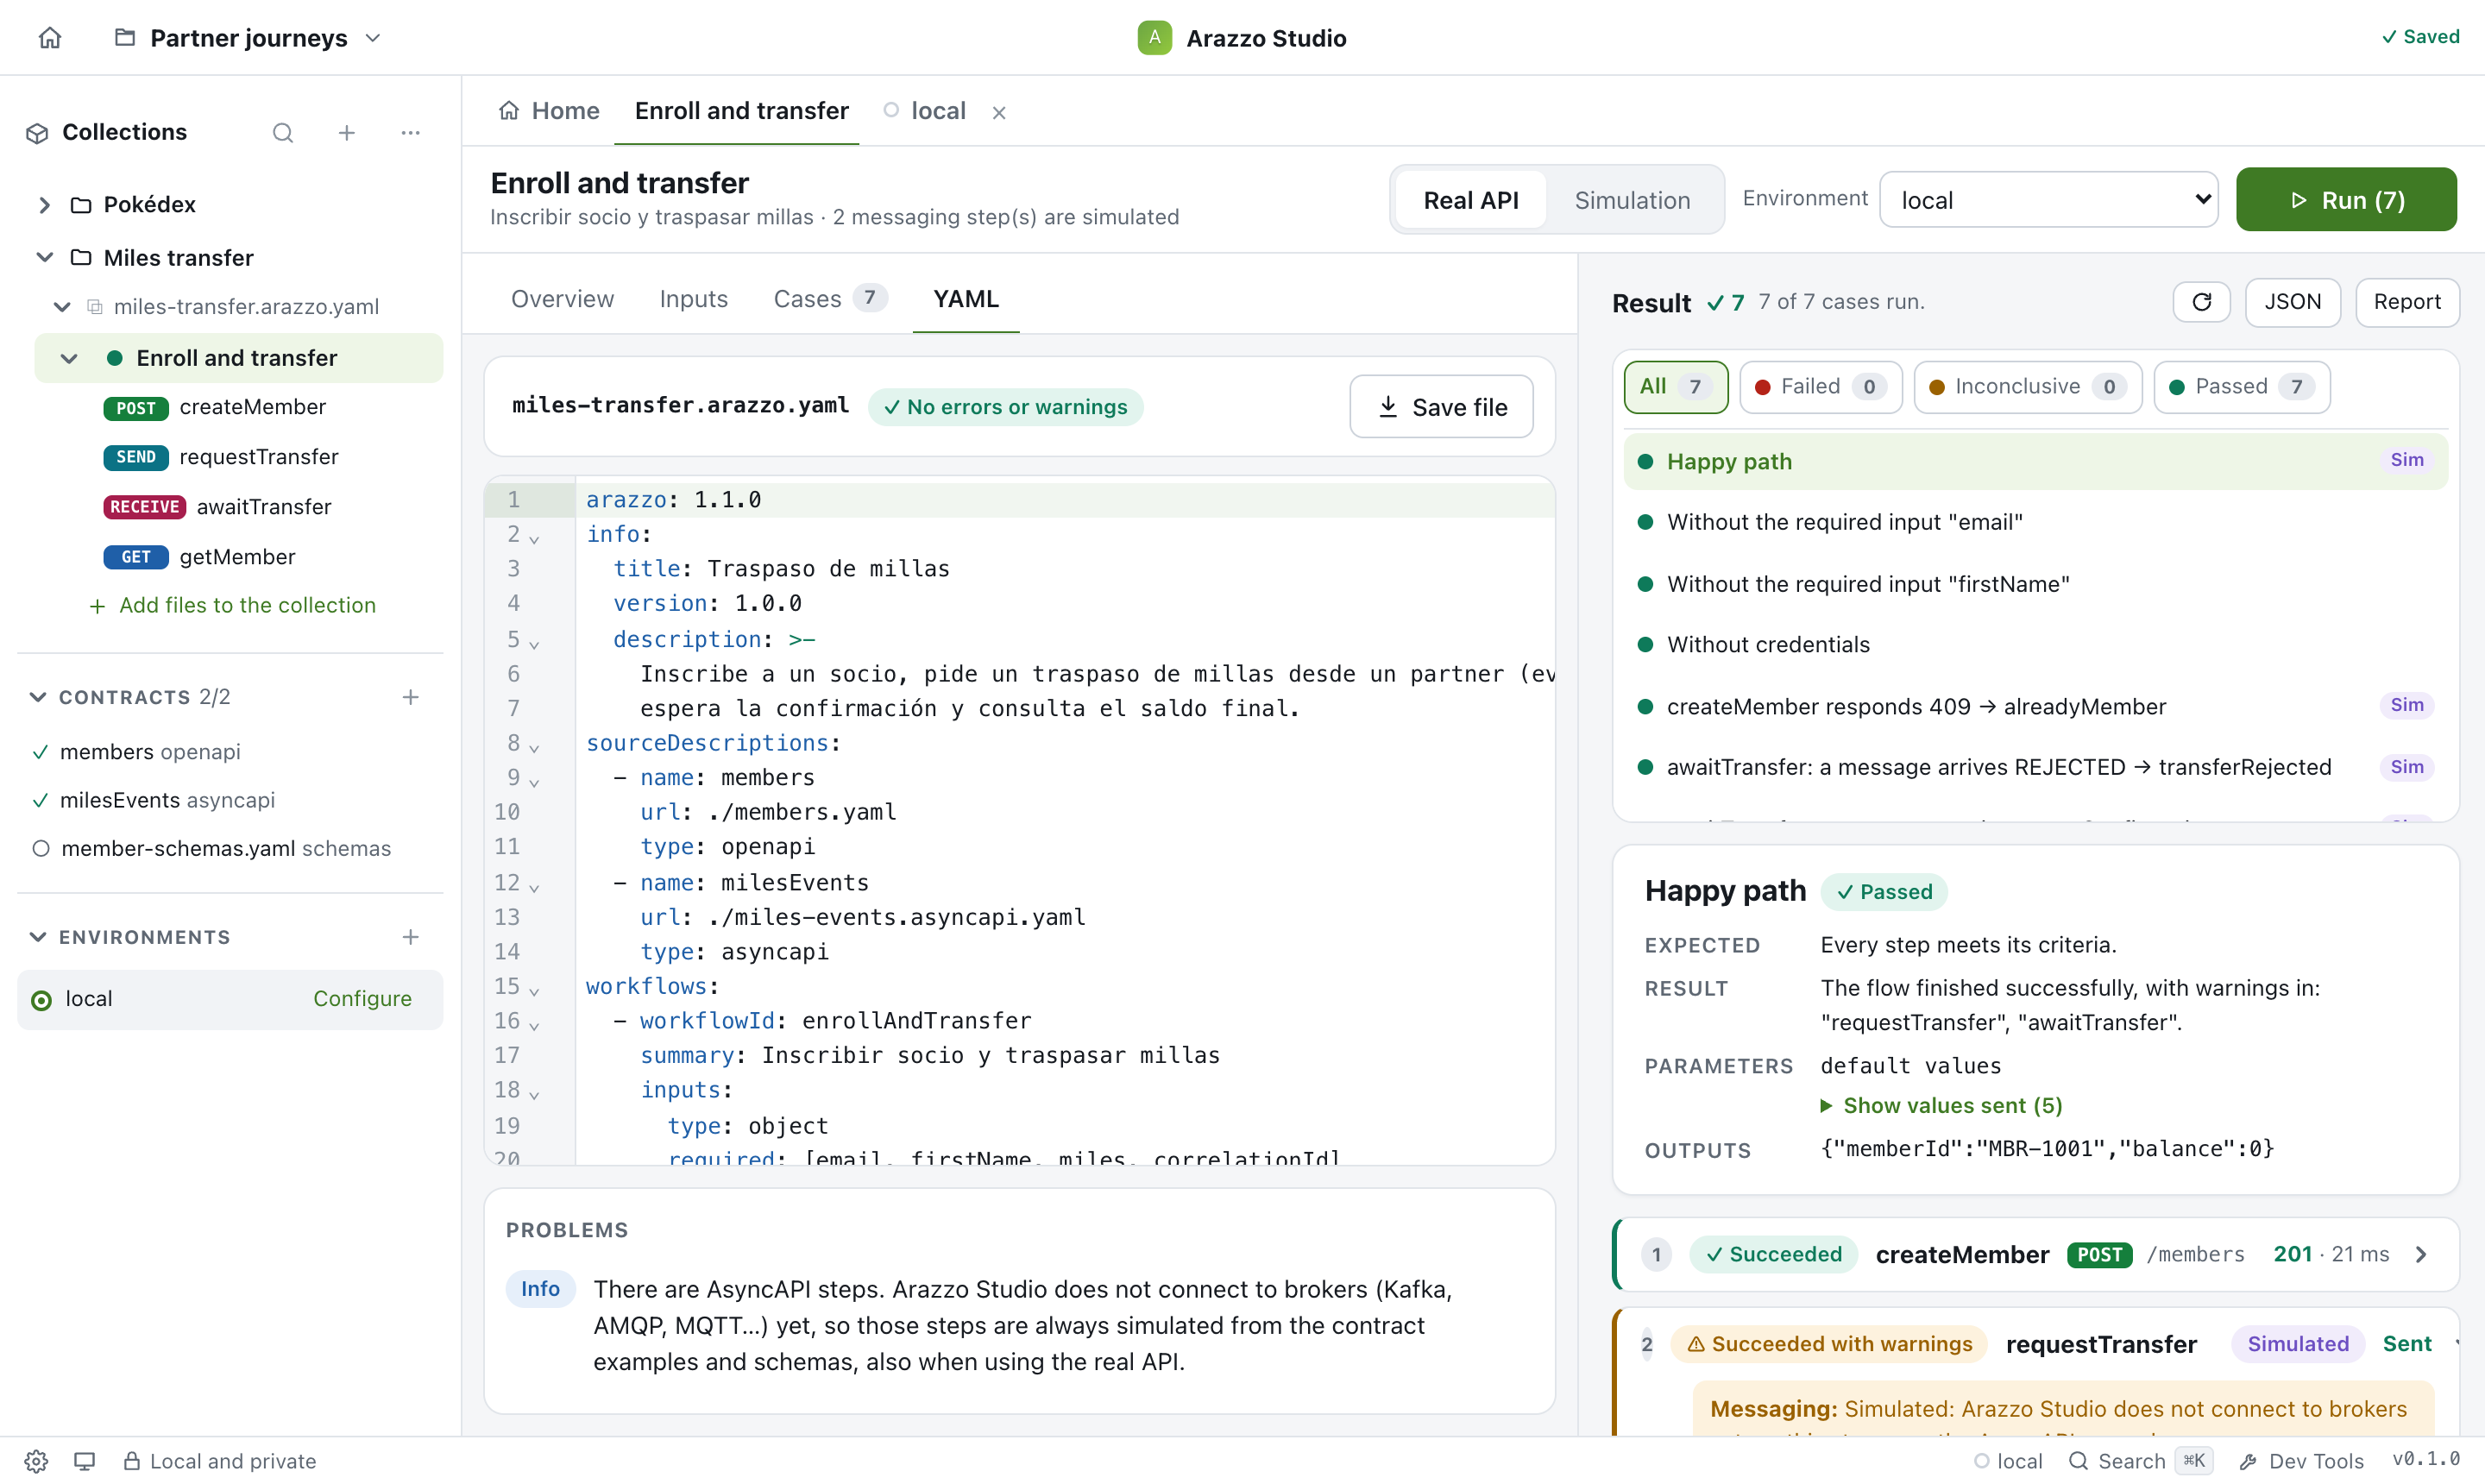 Partner journeys
A Arazzo Studio
✓ Saved
Collections
Pokédex
Miles transfer
miles-transfer.arazzo.yaml
Enroll and transfer
POST createMember
SEND requestTransfer
RECEIVE awaitTransfer
GET getMember
+ Add files to the collection
CONTRACTS 2/2
members openapi
milesEvents asyncapi
member-schemas.yaml schemas
ENVIRONMENTS
local Configure
Home Enroll and transfer local
Enroll and transfer
Inscribir socio y traspasar millas · 2 messaging step(s) are simulated
Real API Simulation Environment local Run (7)
Overview Inputs Cases 7 YAML
miles-transfer.arazzo.yaml ✓ No errors or warnings Save file
1 arazzo: 1.1.0
2 info:
3 title: Traspaso de millas
4 version: 1.0.0
5 description: >-
6 Inscribe a un socio, pide un traspaso de millas desde un partner (ev
7 espera la confirmación y consulta el saldo final.
8 sourceDescriptions:
9 - name: members
10 url: ./members.yaml
11 type: openapi
12 - name: milesEvents
13 url: ./miles-events.asyncapi.yaml
14 type: asyncapi
15 workflows:
16 - workflowId: enrollAndTransfer
17 summary: Inscribir socio y traspasar millas
18 inputs:
19 type: object
20 required: [email, firstName, miles, correlationId]
PROBLEMS
Info There are AsyncAPI steps. Arazzo Studio does not connect to brokers (Kafka,
AMQP, MQTT...) yet, so those steps are always simulated from the contract
examples and schemas, also when using the real API.
Result ✓ 7 7 of 7 cases run. JSON Report
All 7 Failed 0 Inconclusive 0 Passed 7
Happy path Sim
Without the required input "email"
Without the required input "firstName"
Without credentials
createMember responds 409 → alreadyMember Sim
awaitTransfer: a message arrives REJECTED → transferRejected Sim
Happy path ✓ Passed
EXPECTED Every step meets its criteria.
RESULT The flow finished successfully, with warnings in:
"requestTransfer", "awaitTransfer".
PARAMETERS default values
Show values sent (5)
OUTPUTS {"memberId":"MBR-1001","balance":0}
1 ✓ Succeeded createMember POST /members 201 · 21 ms
2 Succeeded with warnings requestTransfer Simulated Sent
Messaging: Simulated: Arazzo Studio does not connect to brokers
Local and private
local Search ⌘K Dev Tools v0.1.0